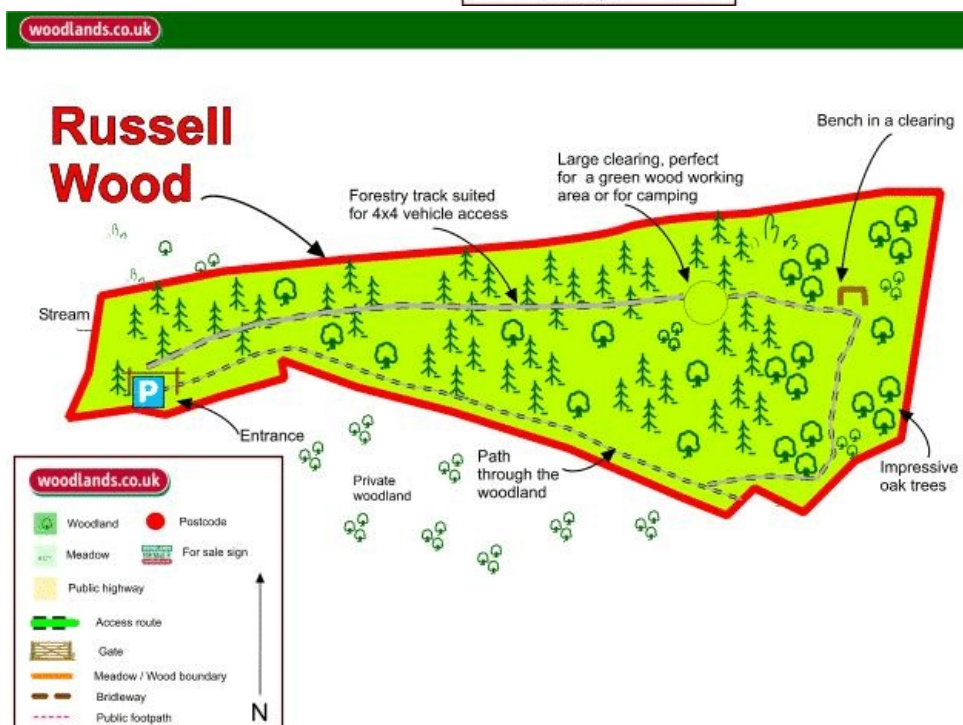 woodlands.co.uk
Russell
Wood
Bench in a clearing
Large clearing, perfect
for a green wood working
area or for camping
Forestry track suited
for 4x4 vehicle access
Stream
P
Entrance
Private
woodland
Path
through the
woodland
Impressive
oak trees
woodlands.co.uk
Woodland
Postcode
Meadow
For sale sign
Public highway
Access route
Gate
Meadow / Wood boundary
Bridleway
Public footpath
N